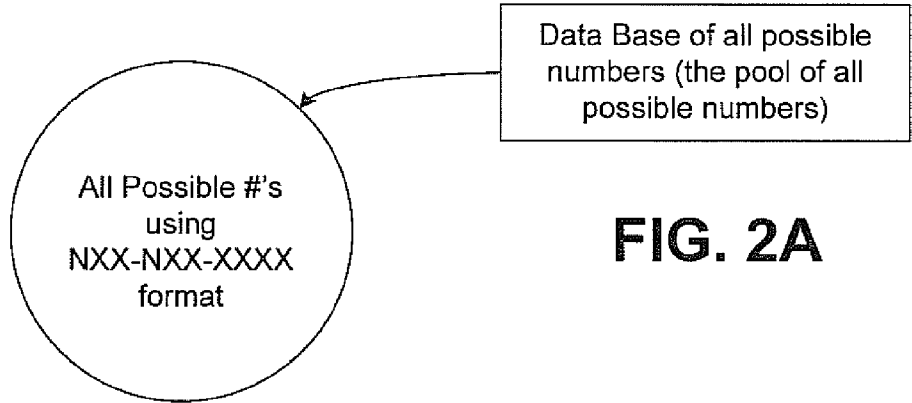 Data Base of all possible
numbers (the pool of all
possible numbers)
All Possible #'s
using
NXX-NXX-XXXX
format
FIG. 2A